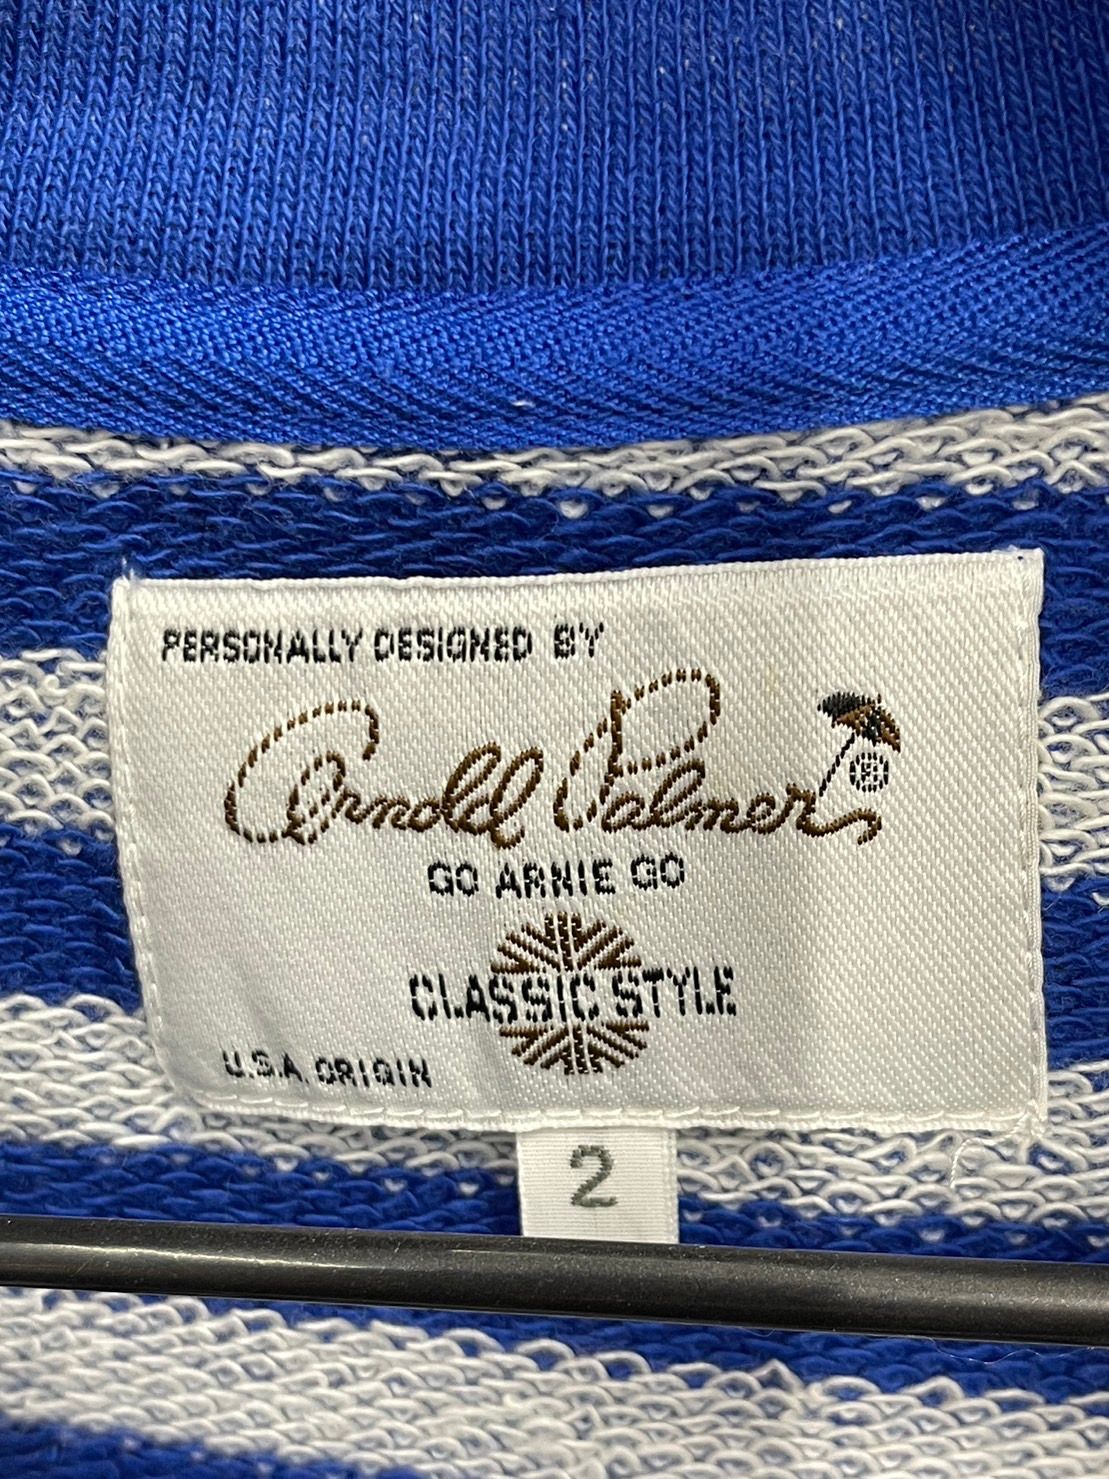 PERSONALLY DESIGNED BY
Arnold Palmer
GO ARNIE GO
CLASSIC STYLE
U.S.A. ORIGIN
2